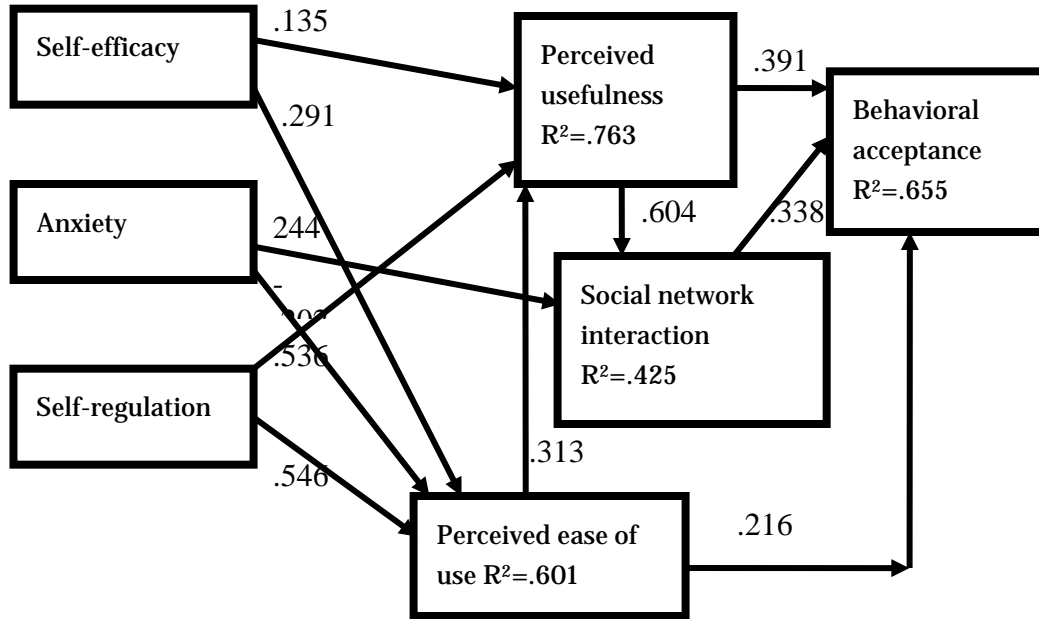 Self-efficacy
.135
.291
Perceived
usefulness
R²=.763
.391
Behavioral
acceptance
R²=.655
Anxiety
244
-
.604
.338
Social network
interaction
R²=.425
Self-regulation
.536
.546
.313
Perceived ease of
use R²=.601
.216